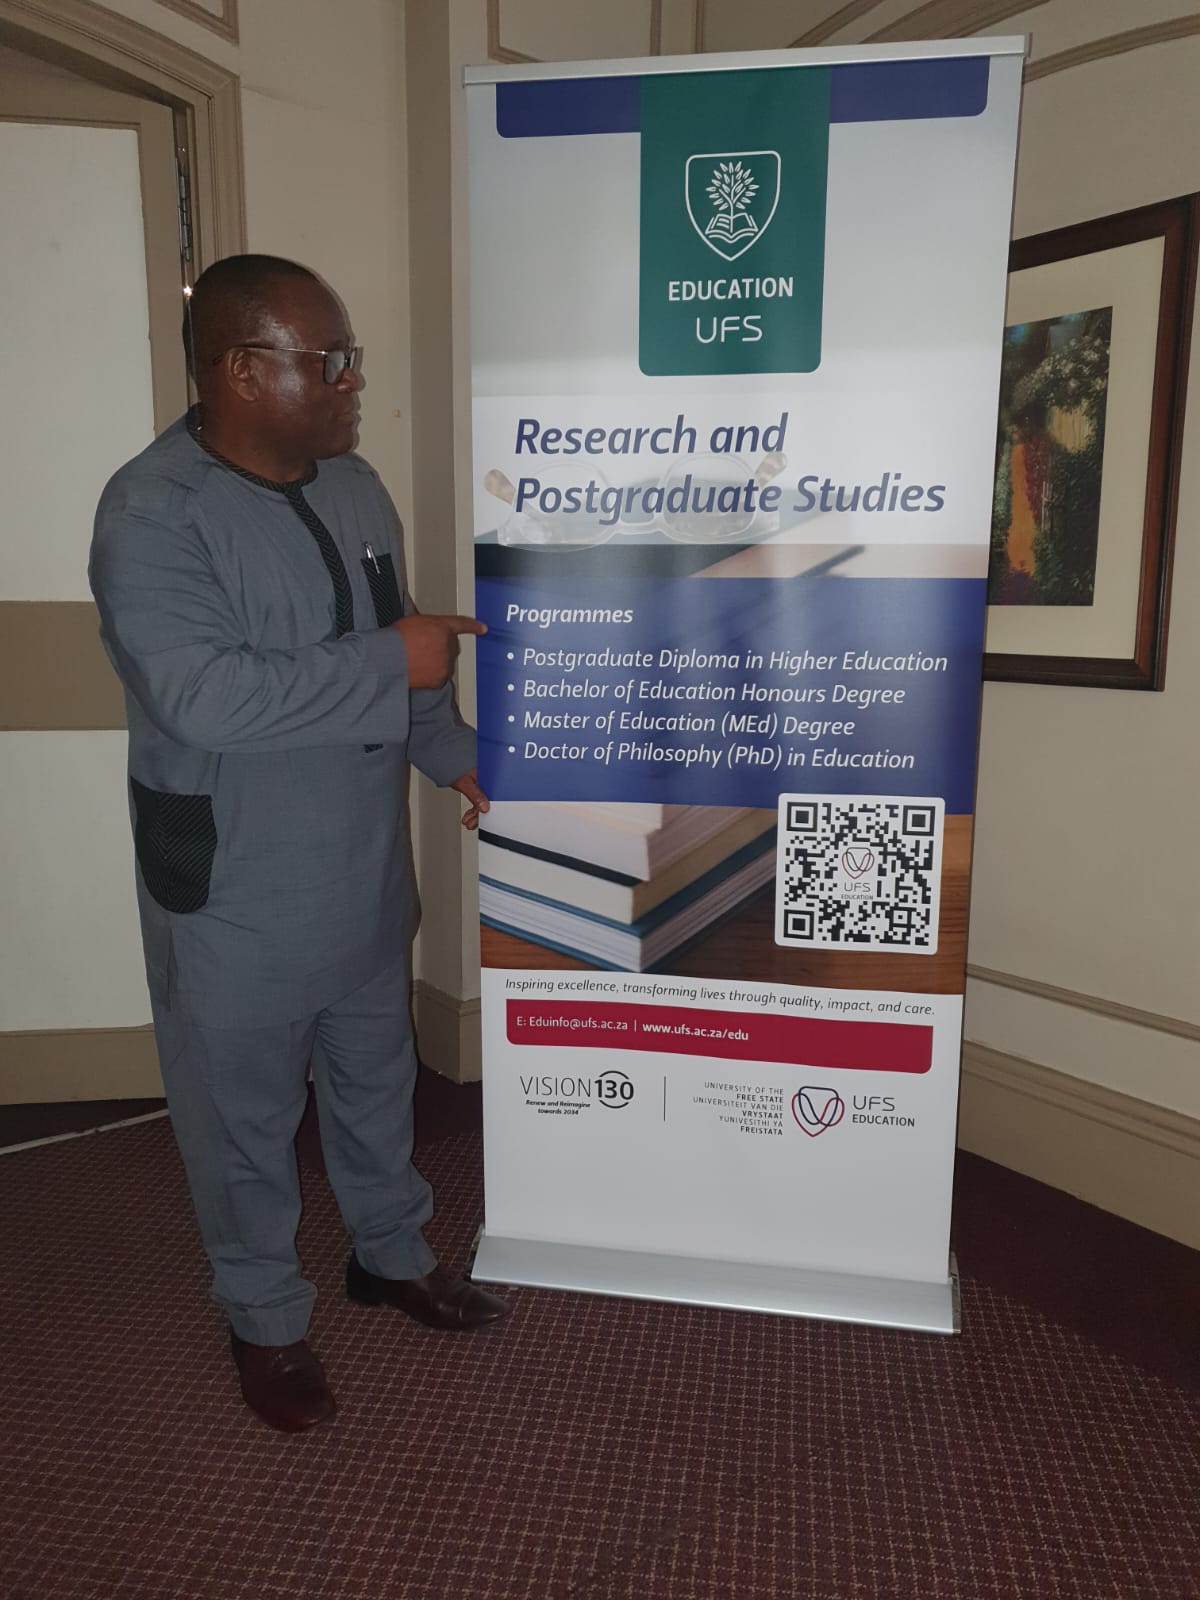 EDUCATION
UFS
Research and
Postgraduate Studies
Programmes
• Postgraduate Diploma in Higher Education
• Bachelor of Education Honours Degree
• Master of Education (MEd) Degree
• Doctor of Philosophy (PhD) in Education
UFS
EDUCATION
Inspiring excellence, transforming lives through quality, impact, and care.
E: Eduinfo@ufs.ac.za | www.ufs.ac.za/edu
VISION130
Renew and Reimagine
towards 2034
UNIVERSITY OF THE
FREE STATE
UNIVERSITEIT VAN DIE
VRYSTAAT
YUNIVESITHI YA
FREISTATA
UFS
EDUCATION